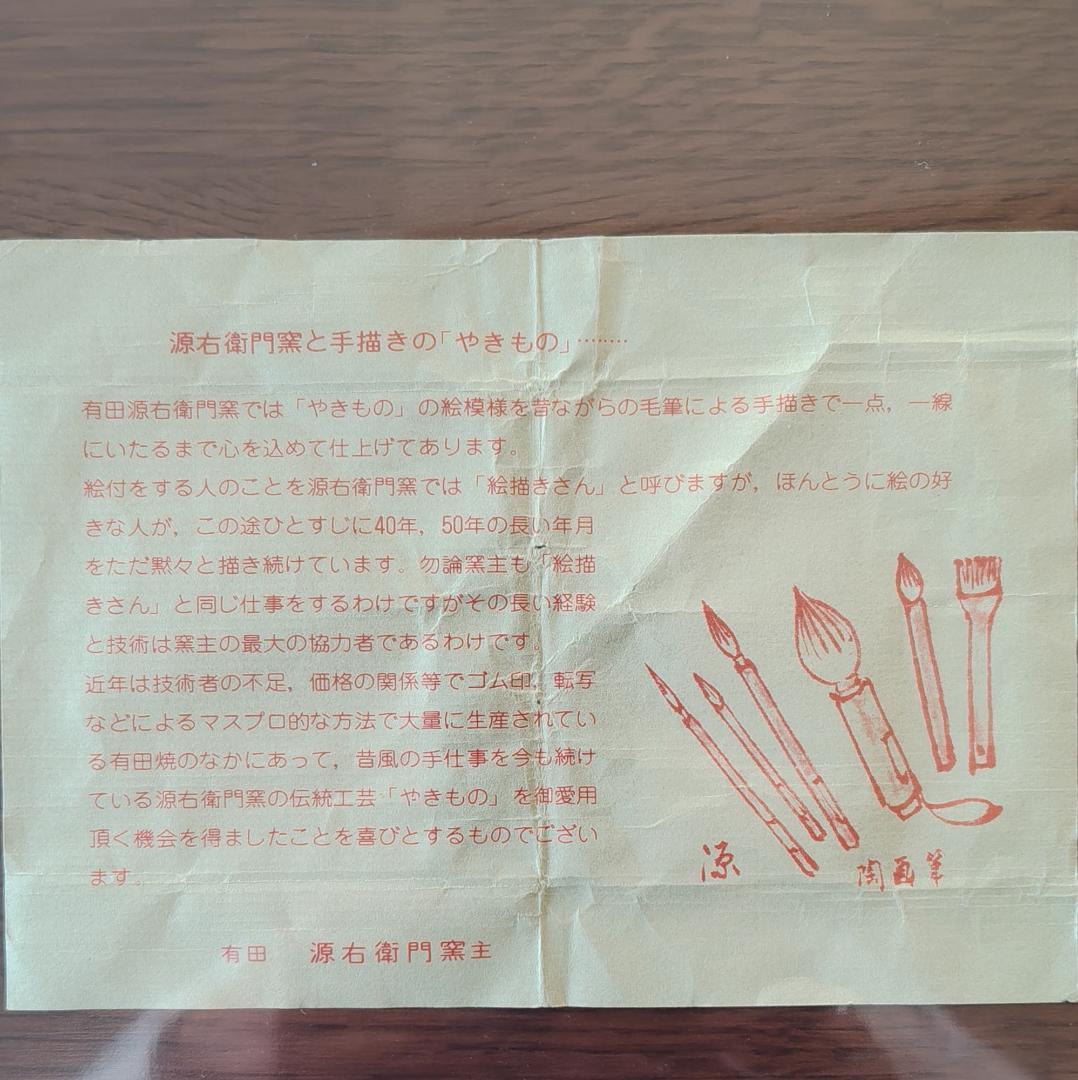 源右衛門窯と手描きの「やきもの」………
有田源右衛門窯では「やきもの」の絵模様を昔ながらの毛筆による手描きで一点，一線
にいたるまで心を込めて仕上げてあります。
絵付をする人のことを源右衛門窯では「絵描きさん」と呼びますが，ほんとうに絵の好
きな人が，この途ひとすじに40年，50年の長い年月
をただ黙々と描き続けています。勿論窯主も「絵描
きさん」と同じ仕事をするわけですがその長い経験
と技術は窯主の最大の協力者であるわけです。
近年は技術者の不足，価格の関係等でゴム印，転写
などによるマスプロ的な方法で大量に生産されてい
る有田焼のなかにあって，昔風の手仕事を今も続け
ている源右衛門窯の伝統工芸「やきもの」を御愛用
頂く機会を得ましたことを喜びとするものでござい
ます。
源 陶画筆
有田 源右衛門窯主